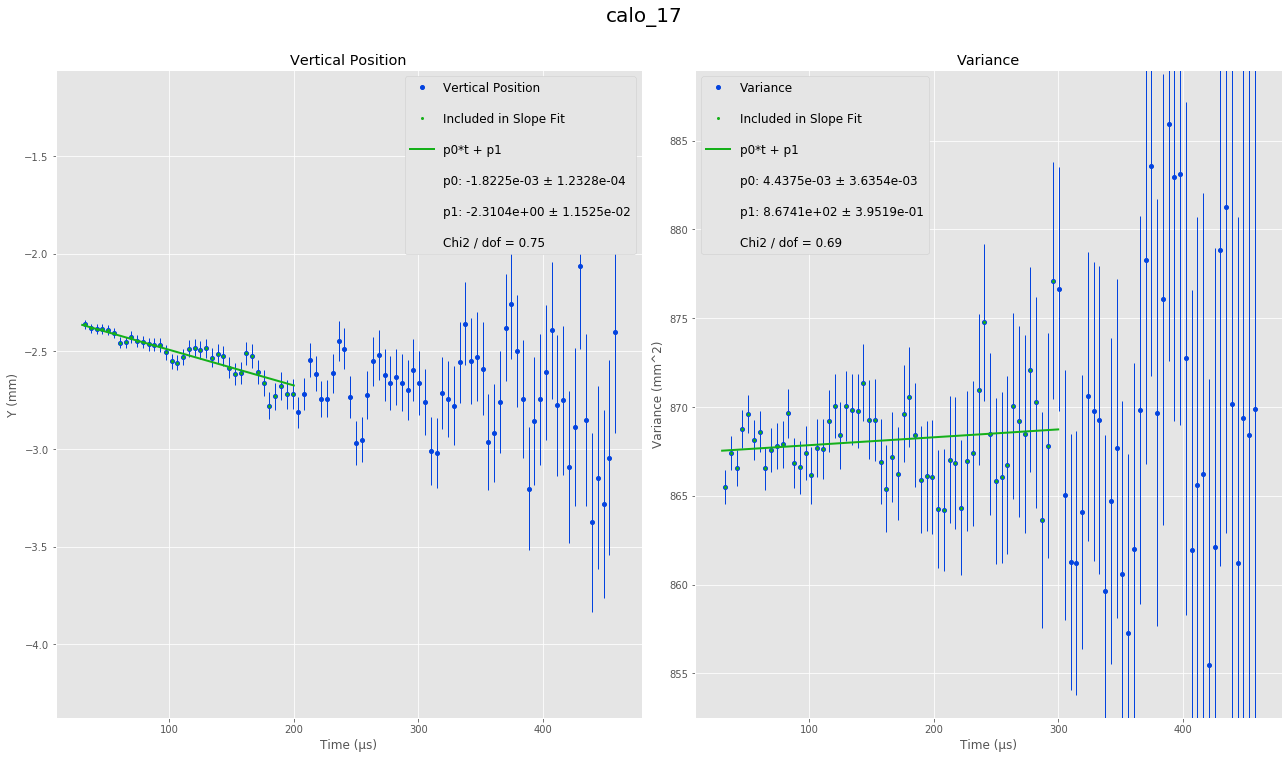 calo_17
Vertical Position
Vertical Position
Included in Slope Fit
p0*t + p1
p0: -1.8225e-03 ± 1.2328e-04
p1: -2.3104e+00 ± 1.1525e-02
Chi2 / dof = 0.75
−1.5
−2.0
−2.5
−3.0
−3.5
−4.0
Y (mm)
100 200 300 400
Time (μs)
Variance
Variance
Included in Slope Fit
p0*t + p1
p0: 4.4375e-03 ± 3.6354e-03
p1: 8.6741e+02 ± 3.9519e-01
Chi2 / dof = 0.69
885
880
875
870
865
860
855
Variance (mm^2)
100 200 300 400
Time (μs)